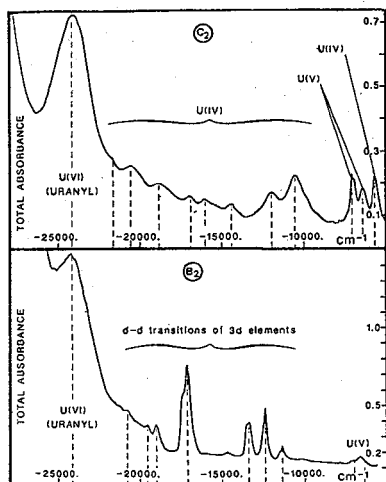 C2
0.7
U(IV)
U(V)
U(IV)
0.5
0.3
0.1
TOTAL ABSORBANCE
U(VI)
(URANYL)
-25000. -20000. -15000. -10000. cm-1
B2
d-d transitions of 3d elements
TOTAL ABSORBANCE
U(VI)
(URANYL)
U(V)
0.6
0.2
-25000. -20000. -15000. -10000. cm-1